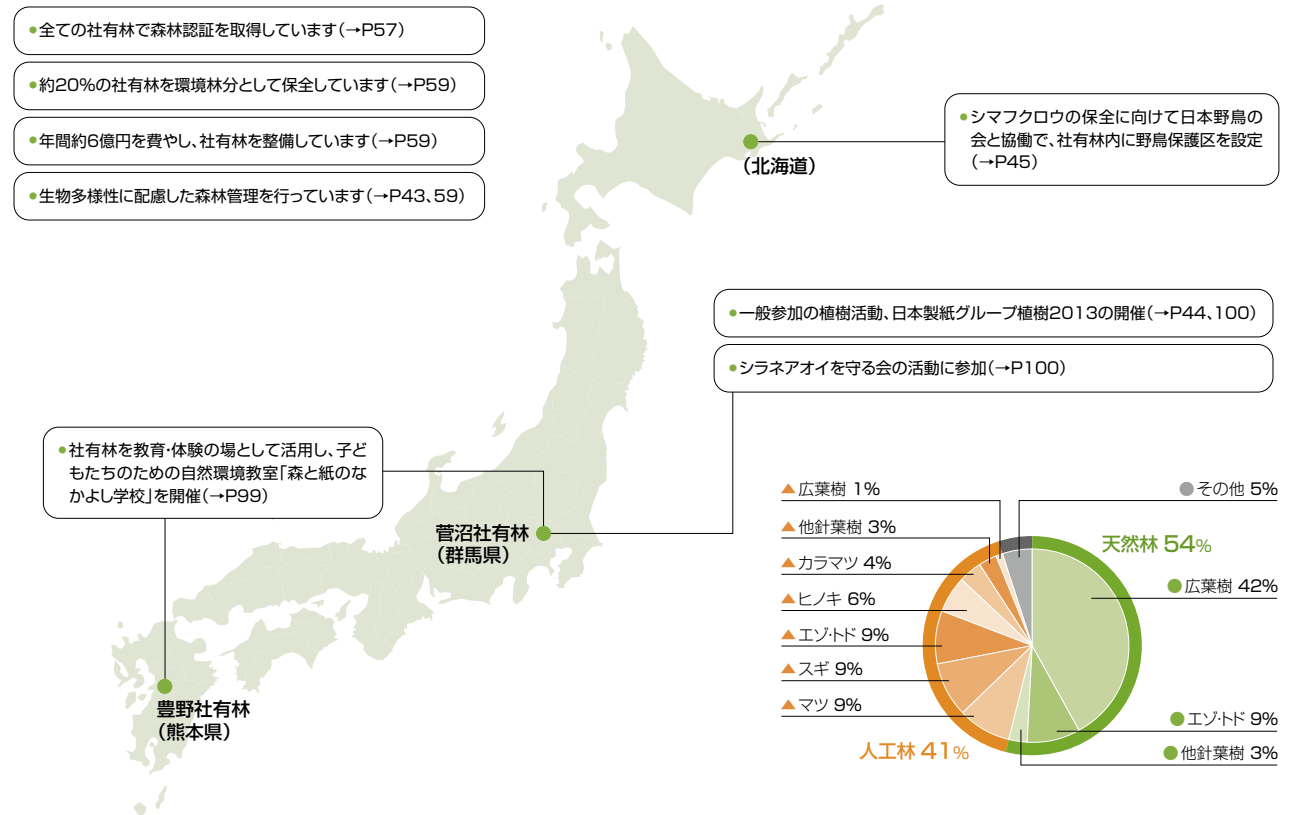 ●全ての社有林で森林認証を取得しています(→P57)
●約20%の社有林を環境林分として保全しています(→P59)
●年間約6億円を費やし、社有林を整備しています(→P59)
●生物多様性に配慮した森林管理を行っています(→P43、59)
●シマフクロウの保全に向けて日本野鳥の
会と協働で、社有林内に野鳥保護区を設定
(→P45)
(北海道)
●一般参加の植樹活動、日本製紙グループ植樹2013の開催(→P44、100)
●シラネアオイを守る会の活動に参加(→P100)
●社有林を教育・体験の場として活用し、子ど
もたちのための自然環境教室「森と紙のな
かよし学校」を開催(→P99)
菅沼社有林
(群馬県)
豊野社有林
(熊本県)
▲広葉樹 1%
▲他針葉樹 3%
▲カラマツ 4%
▲ヒノキ 6%
▲エゾ・トド 9%
▲スギ 9%
▲マツ 9%
人工林 41%
●その他 5%
天然林 54%
●広葉樹 42%
●エゾ・トド 9%
●他針葉樹 3%